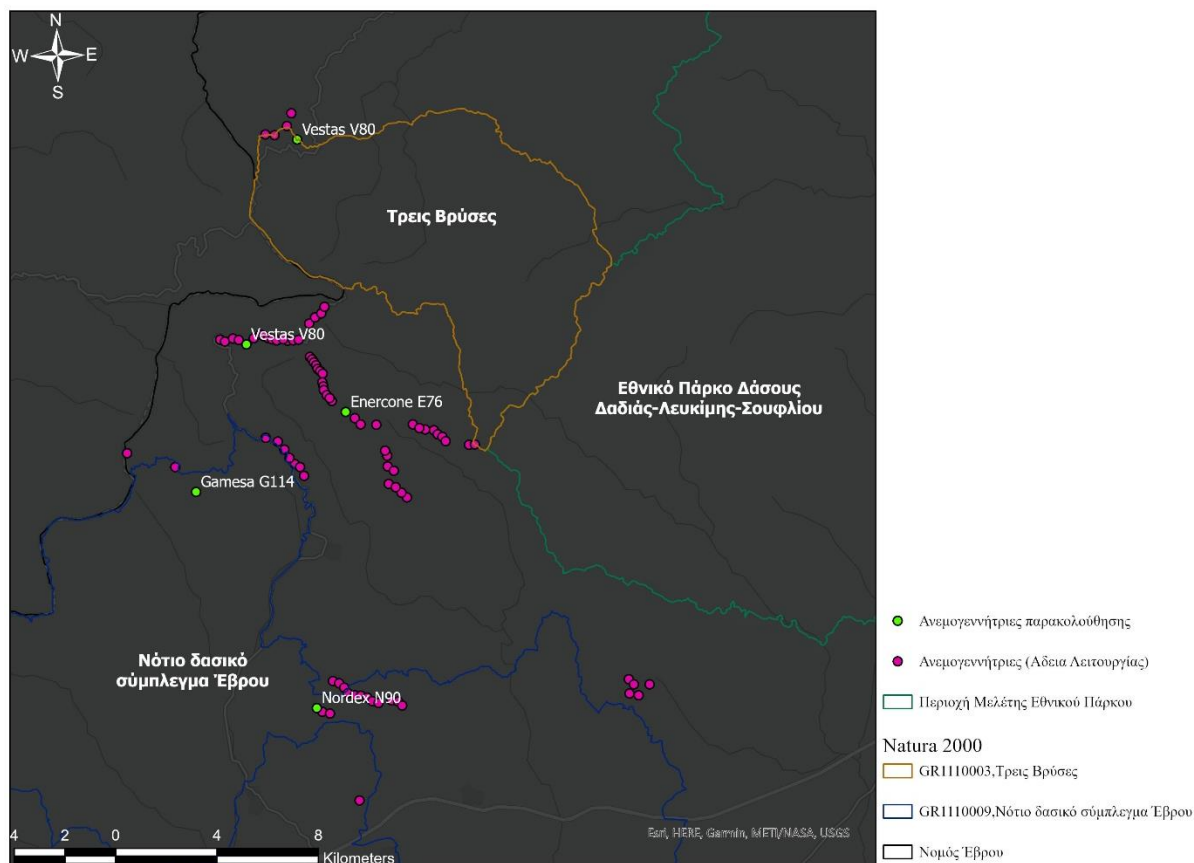 N
W E
S
Vestas V80
Τρεις Βρύσες
Vestas V80
Εθνικό Πάρκο Δάσους
Δαδιάς-Λευκίμης-Σουφλίου
Enercone E76
Gamesa G114
Νότιο δασικό
σύμπλεγμα Έβρου
Nordex N90
4 2 0 4 8
Kilometers
Esri, HERE, Garmin, METI/NASA, USGS
Ανεμογεννήτριες παρακολούθησης
Ανεμογεννήτριες (Αδεια Λειτουργίας)
Περιοχή Μελέτης Εθνικού Πάρκου
Natura 2000
GR1110003,Τρεις Βρύσες
GR1110009,Νότιο δασικό σύμπλεγμα Έβρου
Νομός Έβρου